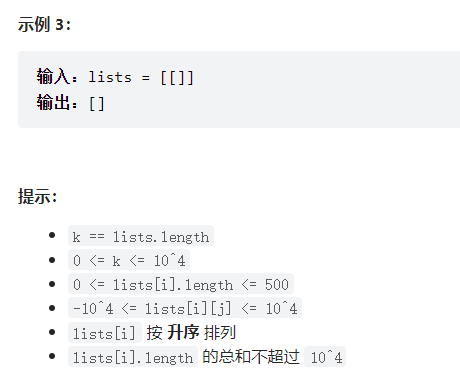 示例 3：
输入：lists = [[]]
输出：[]
提示：
k == lists.length
0 <= k <= 10^4
0 <= lists[i].length <= 500
-10^4 <= lists[i][j] <= 10^4
lists[i] 按 升序 排列
lists[i].length 的总和不超过 10^4